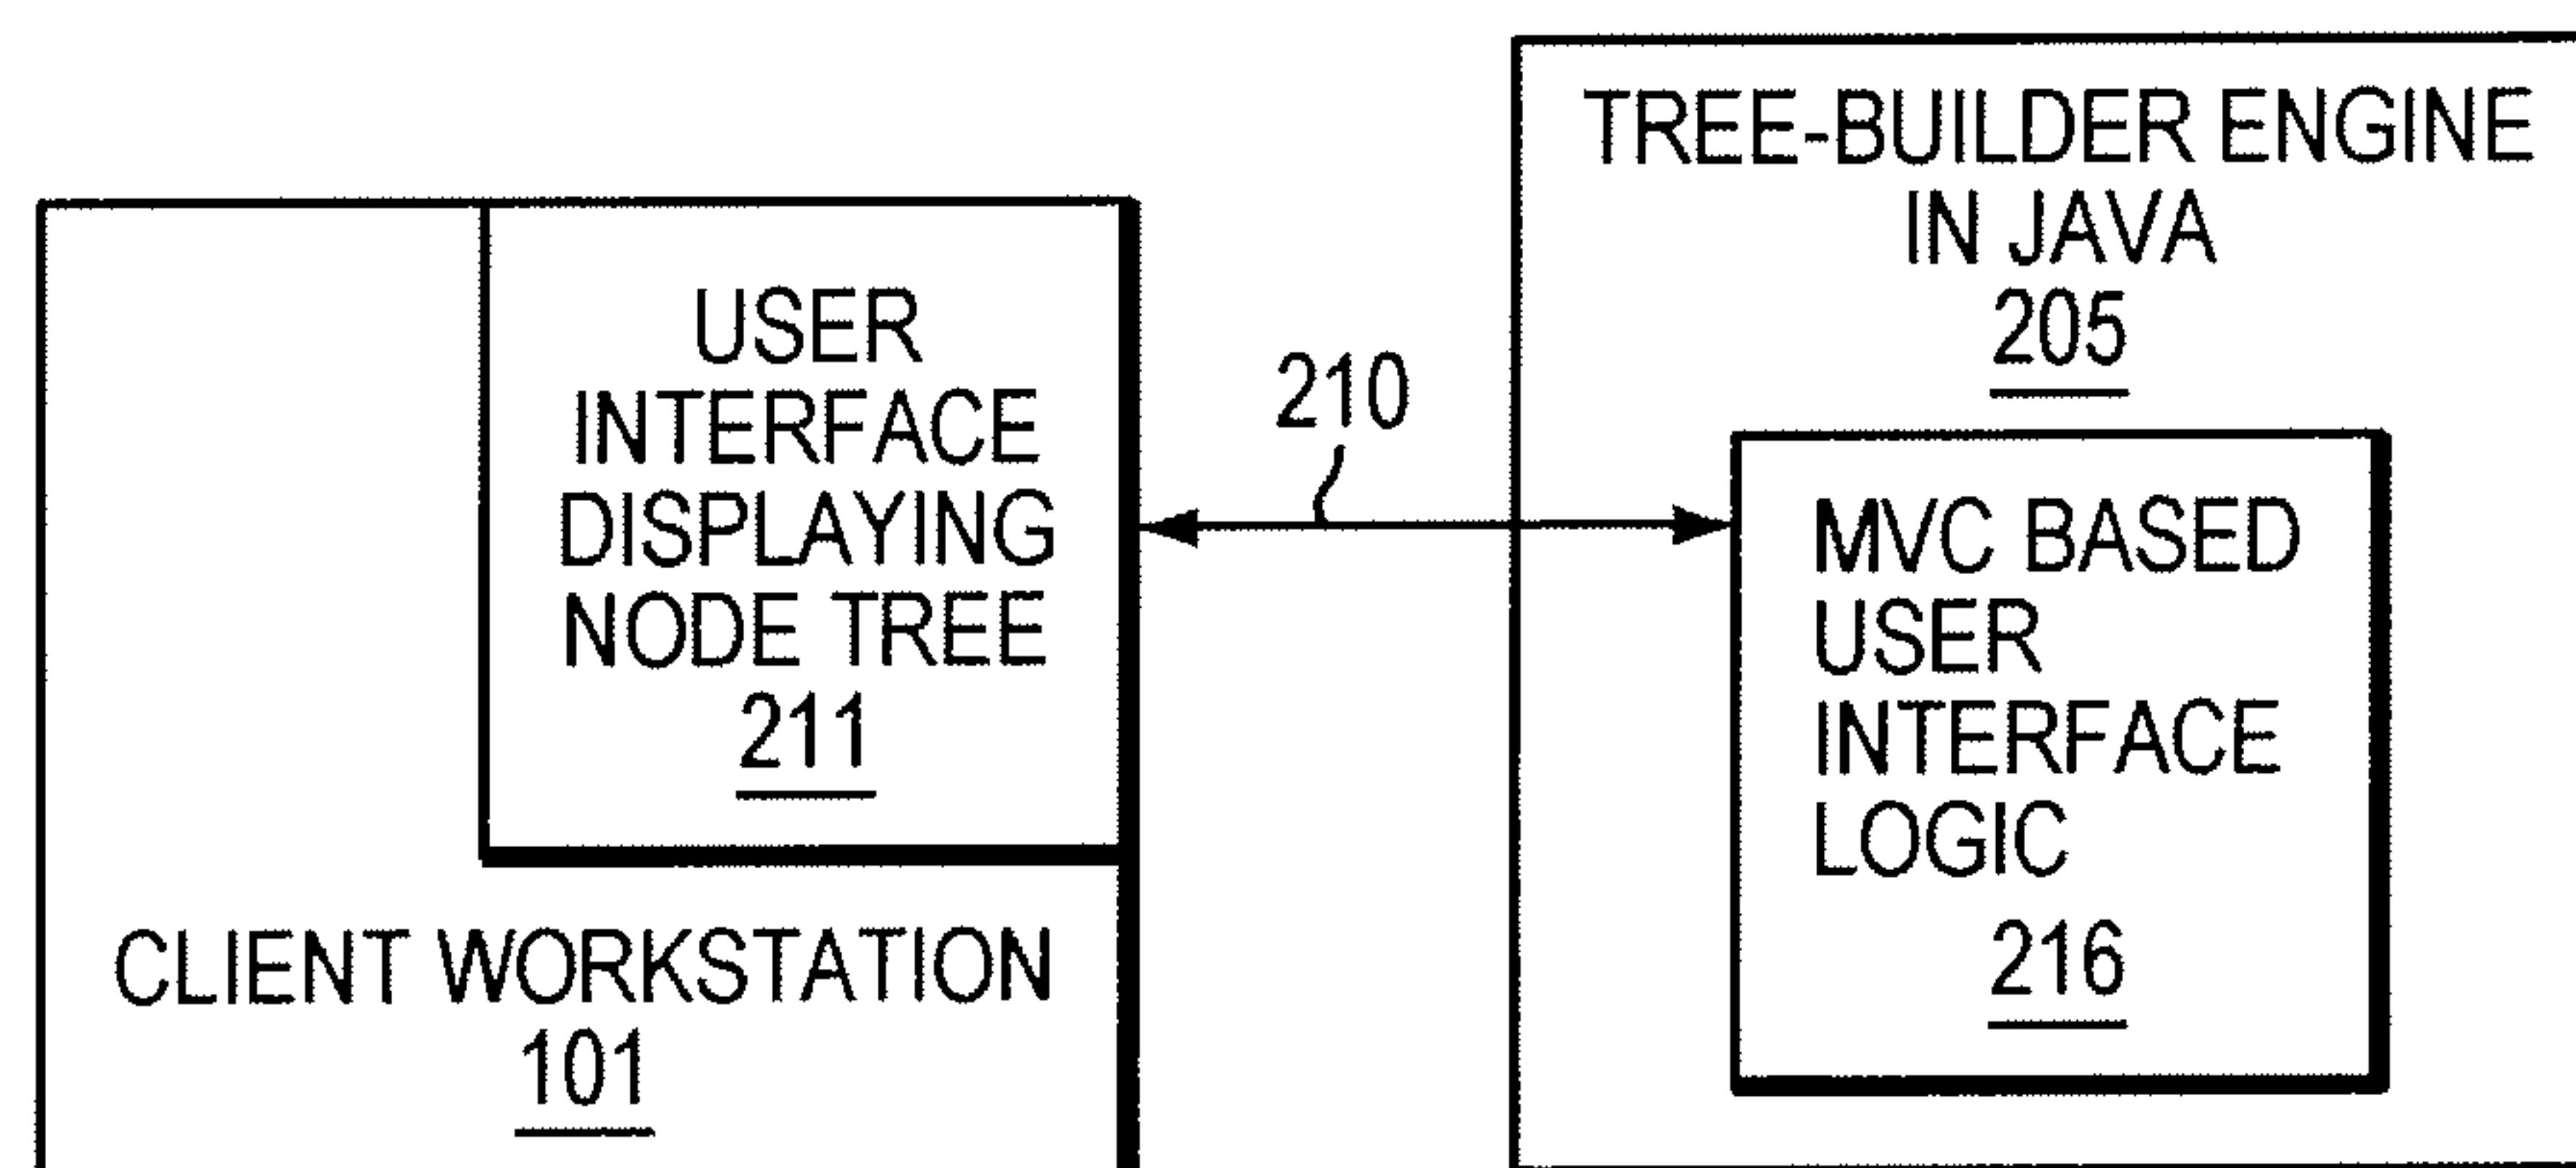 USER
INTERFACE
DISPLAYING
NODE TREE
211
CLIENT WORKSTATION
101
210
TREE-BUILDER ENGINE
IN JAVA
205
MVC BASED
USER
INTERFACE
LOGIC
216